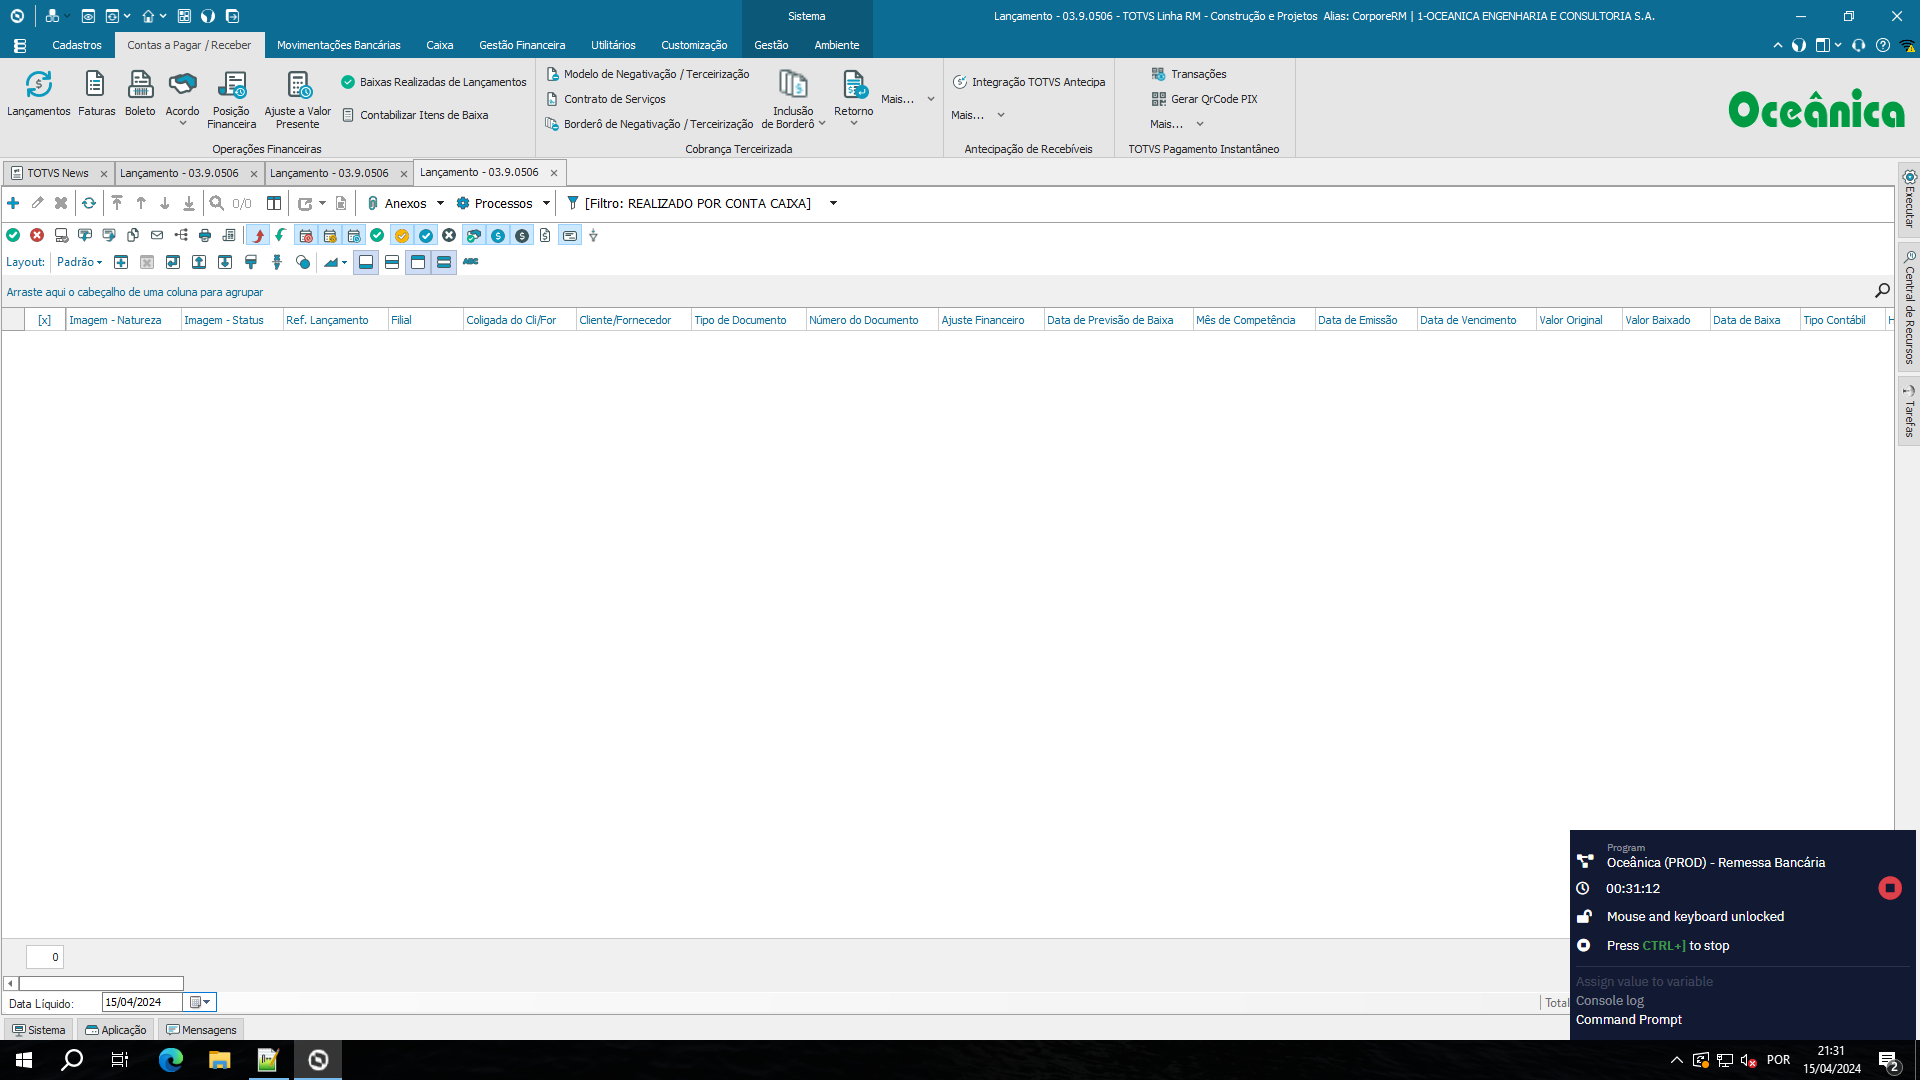 Sistema
Lançamento - 03.9.0506 - TOTVS Linha RM - Construção e Projetos  Alias: CorporeRM | 1-OCEANICA ENGENHARIA E CONSULTORIA S.A.
Cadastros
Contas a Pagar / Receber
Movimentações Bancárias
Caixa
Gestão Financeira
Utilitários
Customização
Gestão
Ambiente
Lançamentos
Faturas
Boleto
Acordo
Posição
Financeira
Ajuste a Valor
Presente
Baixas Realizadas de Lançamentos
Contabilizar Itens de Baixa
Operações Financeiras
Modelo de Negativação / Terceirização
Contrato de Serviços
Borderô de Negativação / Terceirização
Inclusão
de Borderô
Retorno
Mais...
Cobrança Terceirizada
Integração TOTVS Antecipa
Mais...
Antecipação de Recebíveis
Transações
Gerar QrCode PIX
Mais...
TOTVS Pagamento Instantâneo
Oceânica
TOTVS News
Lançamento - 03.9.0506
Lançamento - 03.9.0506
Lançamento - 03.9.0506
0/0
Anexos
Processos
[Filtro: REALIZADO POR CONTA CAIXA]
Layout:
Padrão
ABC
Arraste aqui o cabeçalho de uma coluna para agrupar
[x]
Imagem - Natureza
Imagem - Status
Ref. Lançamento
Filial
Coligada do Cli/For
Cliente/Fornecedor
Tipo de Documento
Número do Documento
Ajuste Financeiro
Data de Previsão de Baixa
Mês de Competência
Data de Emissão
Data de Vencimento
Valor Original
Valor Baixado
Data de Baixa
Tipo Contábil
H
Executar
Central de Recursos
Tarefas
Program
Oceânica (PROD) - Remessa Bancária
00:31:12
Mouse and keyboard unlocked
Press CTRL+] to stop
Assign value to variable
Console log
Command Prompt
0
Data Líquido:
15/04/2024
Total
Sistema
Aplicação
Mensagens
POR
21:31
15/04/2024
2